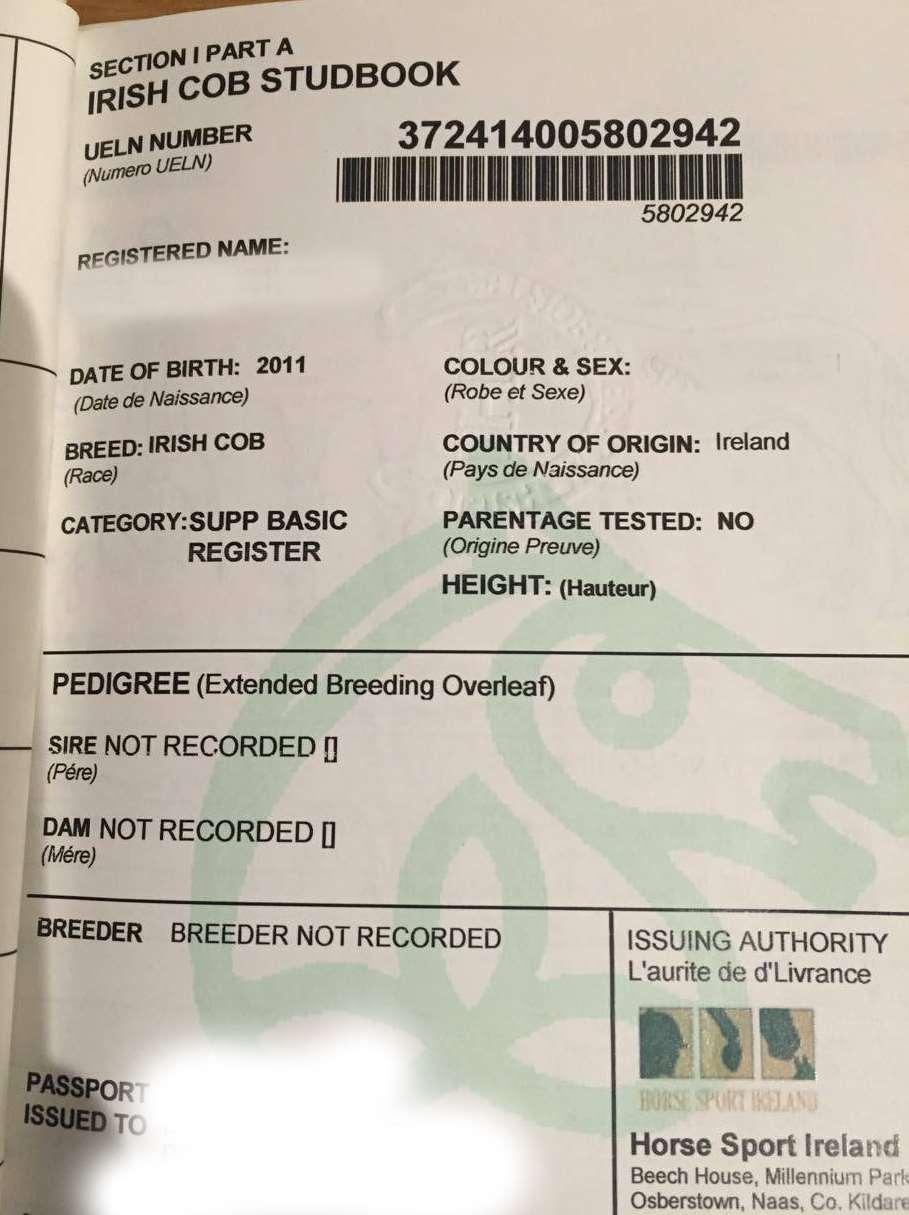 SECTION I PART A
IRISH COB STUDBOOK
UELN NUMBER 372414005802942
(Numero UELN)
5802942
REGISTERED NAME:
DATE OF BIRTH: 2011 COLOUR & SEX:
(Date de Naissance) (Robe et Sexe)
BREED: IRISH COB COUNTRY OF ORIGIN: Ireland
(Race) (Pays de Naissance)
CATEGORY: SUPP BASIC PARENTAGE TESTED: NO
REGISTER (Origine Preuve)
HEIGHT: (Hauteur)
PEDIGREE (Extended Breeding Overleaf)
SIRE NOT RECORDED []
(Pére)
DAM NOT RECORDED []
(Mére)
BREEDER BREEDER NOT RECORDED
ISSUING AUTHORITY
L'aurite de d'Livrance
HORSE SPORT IRELAND
PASSPORT
ISSUED TO
Horse Sport Ireland
Beech House, Millennium Park
Osberstown, Naas, Co. Kildare